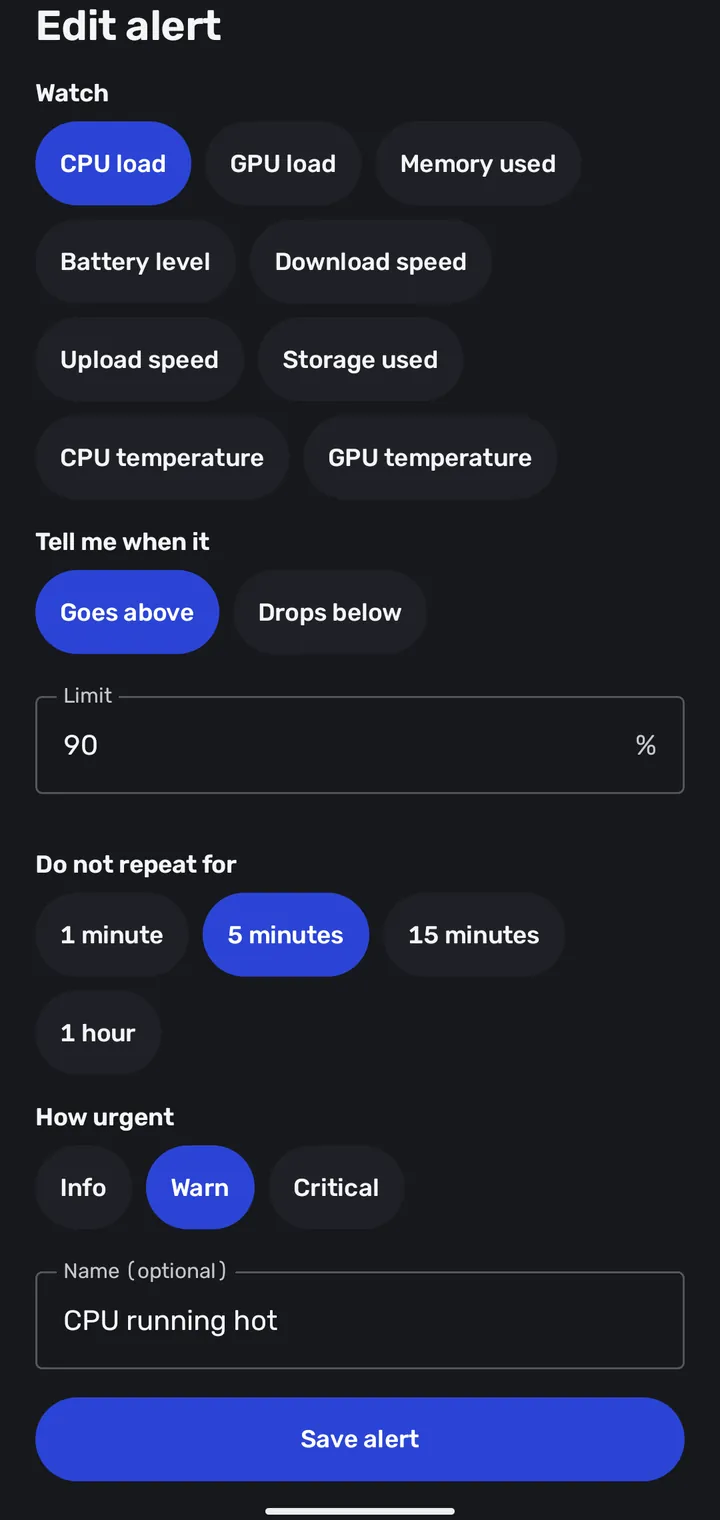 Edit alert
Watch
CPU load GPU load Memory used
Battery level Download speed
Upload speed Storage used
CPU temperature GPU temperature
Tell me when it
Goes above Drops below
Limit
90 %
Do not repeat for
1 minute 5 minutes 15 minutes
1 hour
How urgent
Info Warn Critical
Name (optional)
CPU running hot
Save alert